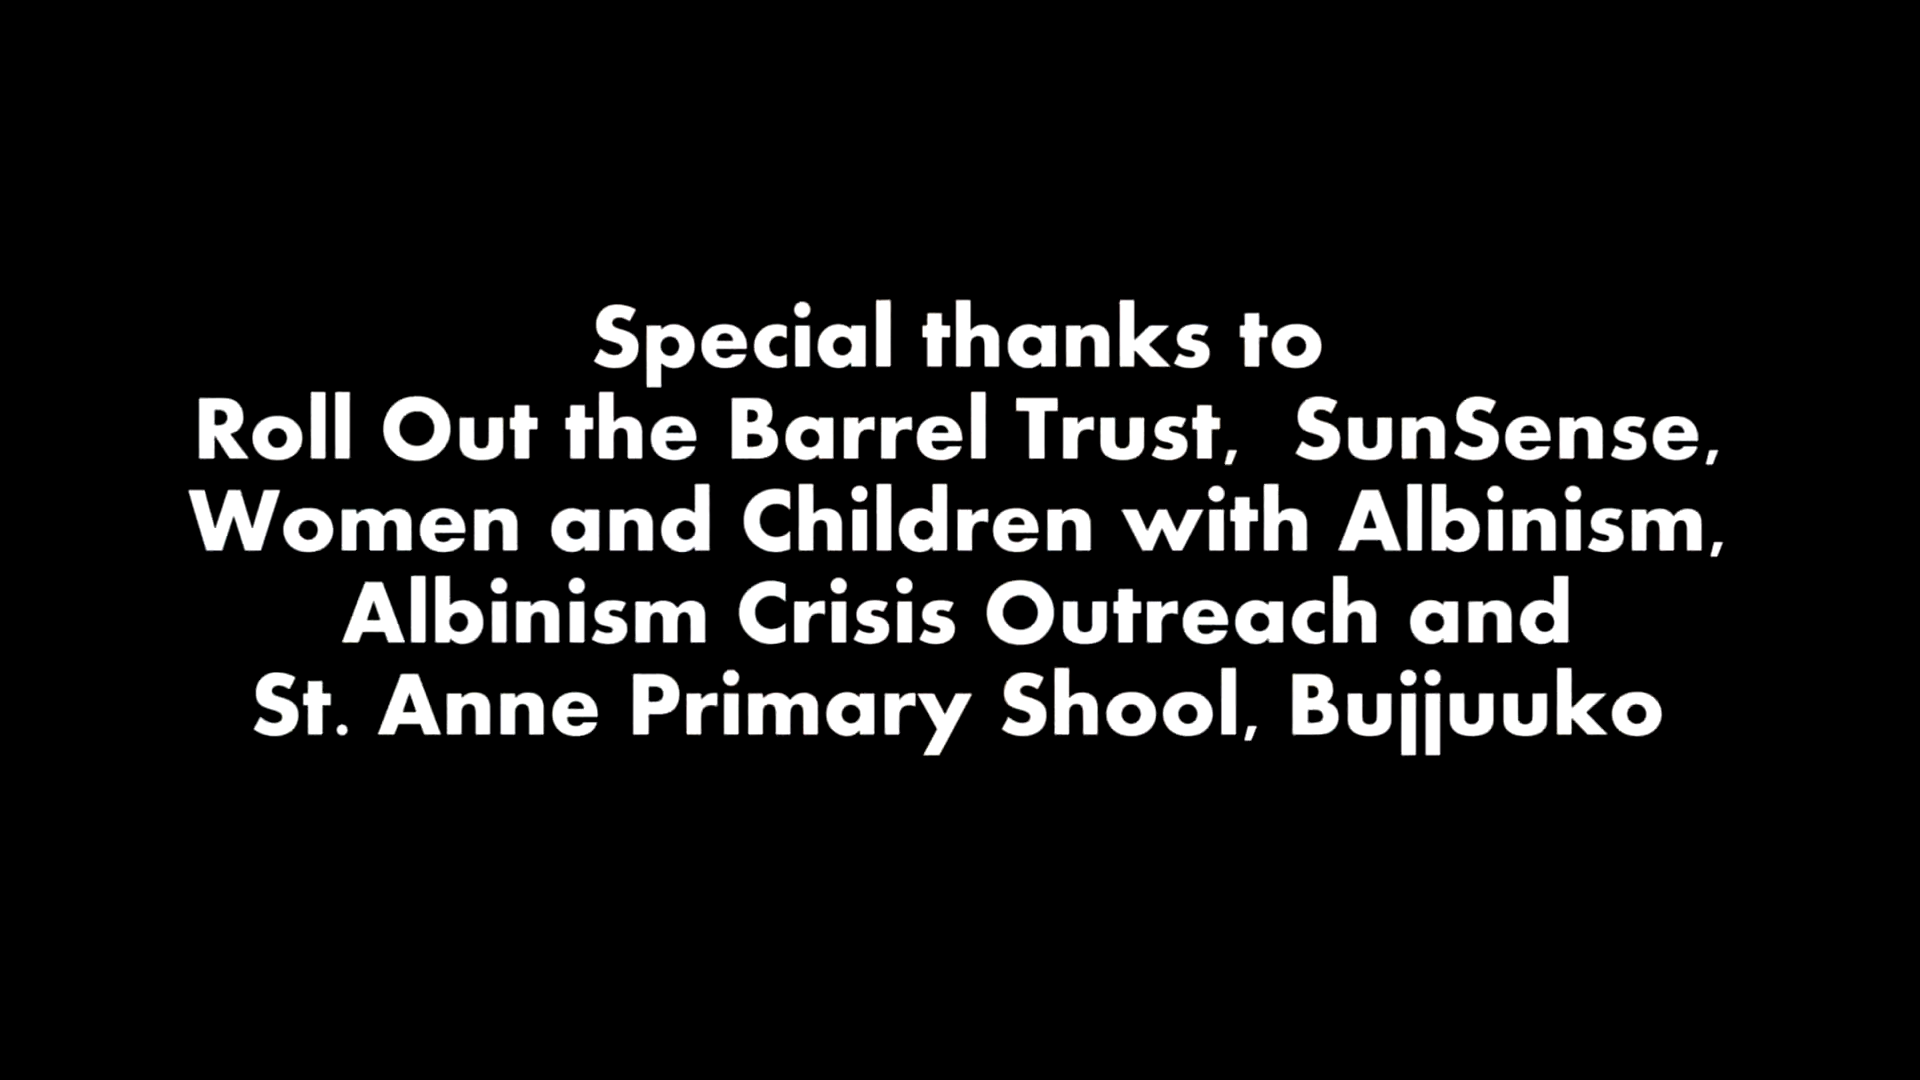 Special thanks to
Roll Out the Barrel Trust,  SunSense,
Women and Children with Albinism,
Albinism Crisis Outreach and
St. Anne Primary Shool, Bujjuuko